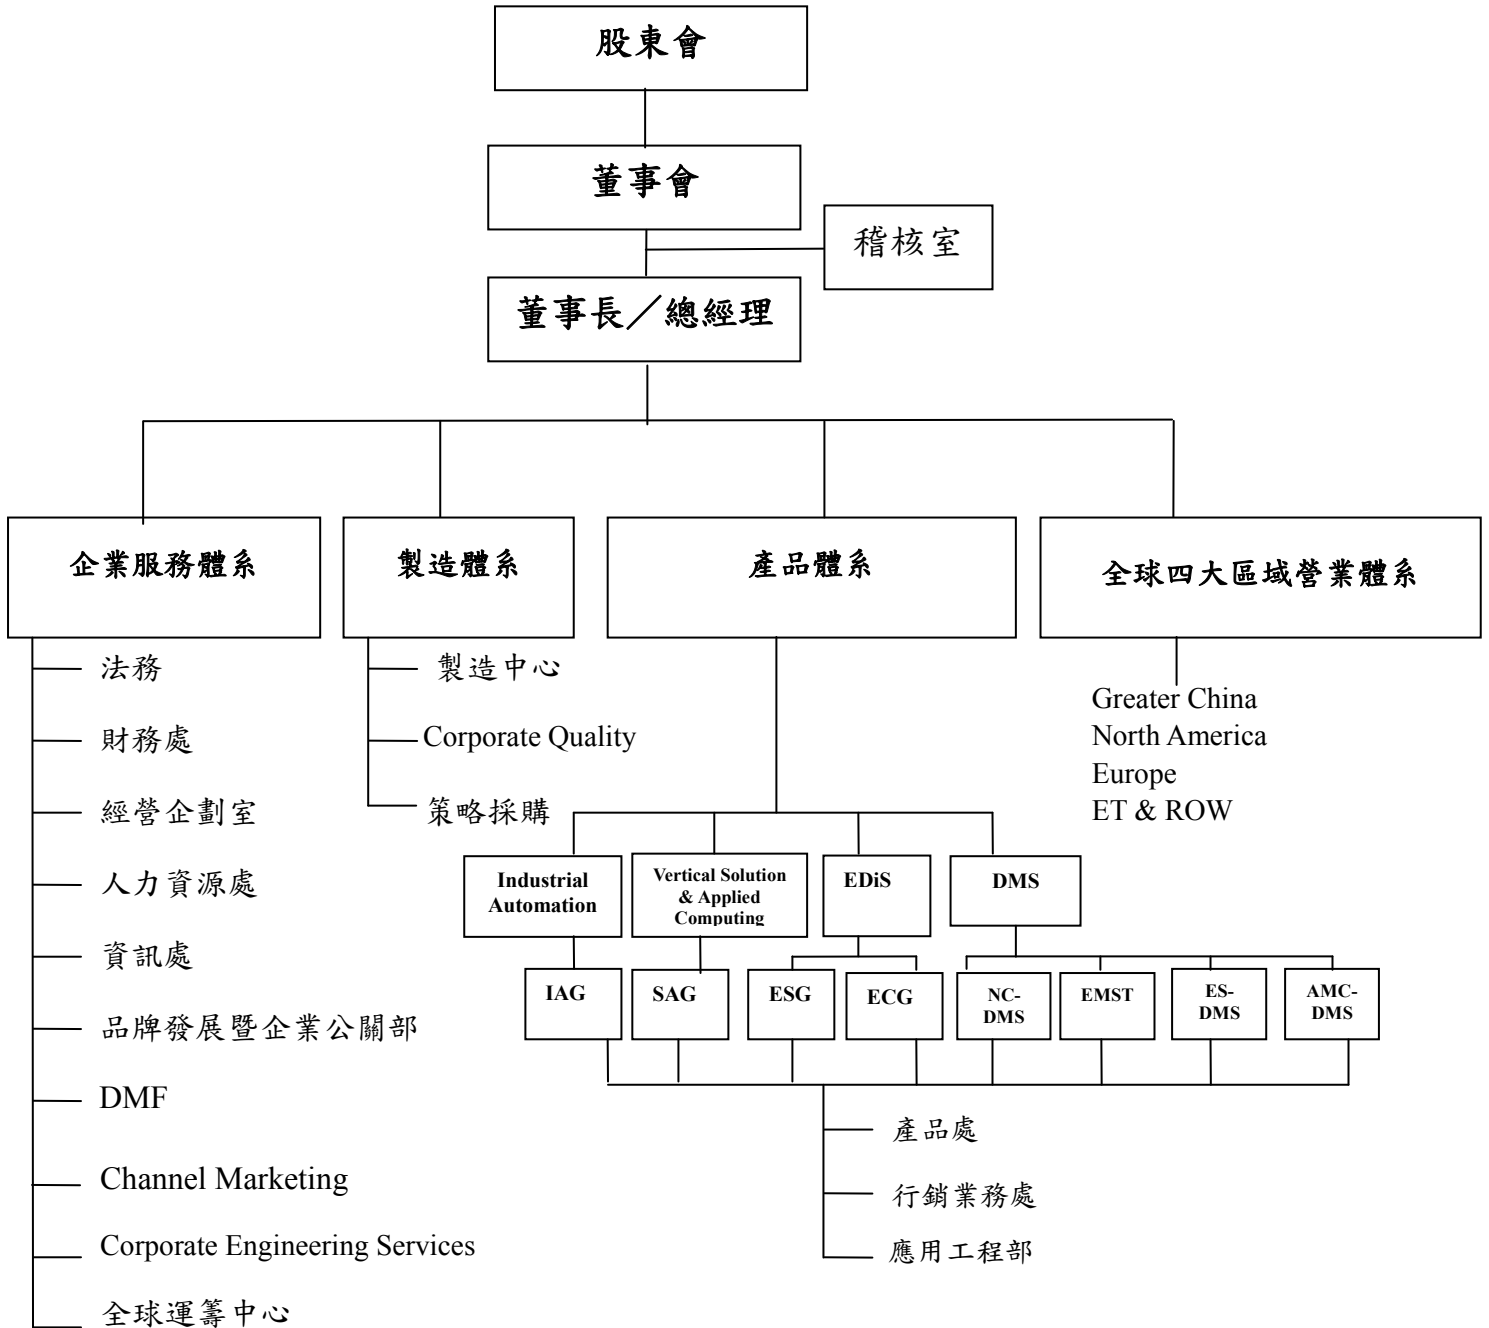 股東會
董事會
稽核室
董事長／總經理
企業服務體系
製造體系
產品體系
全球四大區域營業體系
法務
財務處
經營企劃室
人力資源處
資訊處
品牌發展暨企業公關部
DMF
Channel Marketing
Corporate Engineering Services
全球運籌中心
製造中心
Corporate Quality
策略採購
Greater China
North America
Europe
ET & ROW
Industrial
Automation
Vertical Solution
& Applied
Computing
EDiS
DMS
IAG
SAG
ESG
ECG
NC-
DMS
EMST
ES-
DMS
AMC-
DMS
產品處
行銷業務處
應用工程部